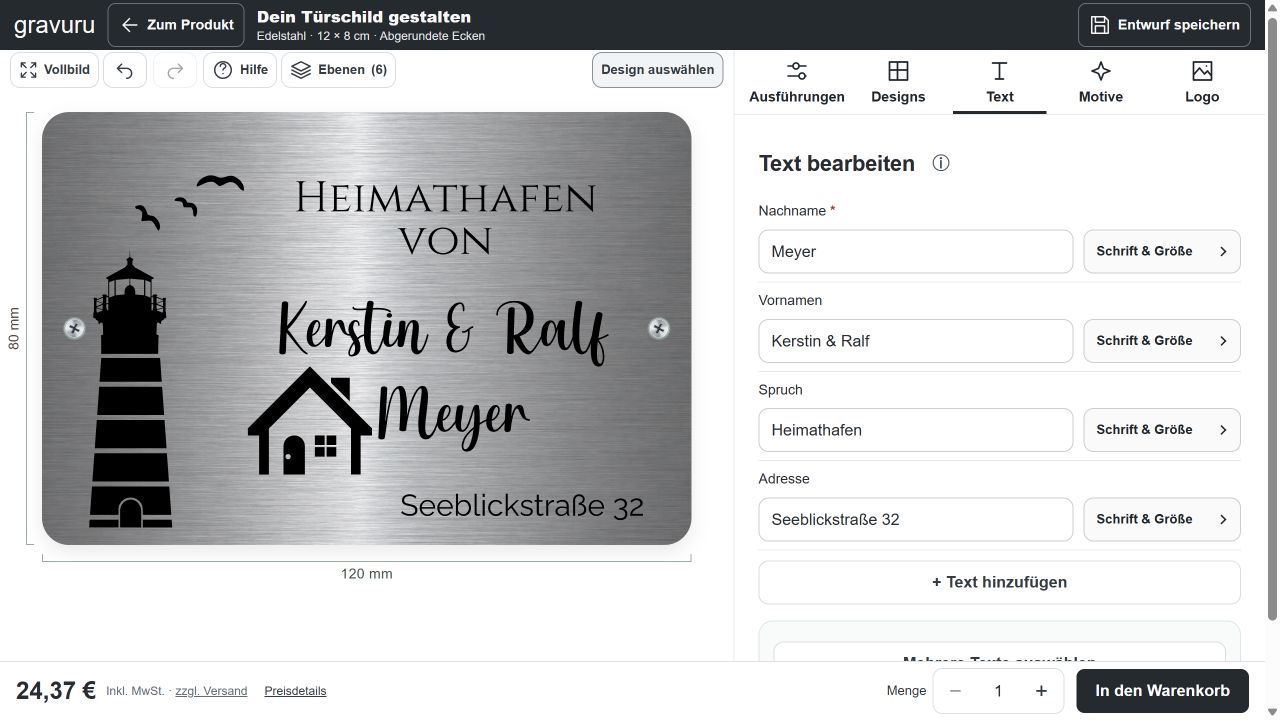 gravuru
Zum Produkt
Dein Türschild gestalten
Edelstahl · 12 × 8 cm · Abgerundete Ecken
Entwurf speichern
Vollbild
Hilfe
Ebenen (6)
Design auswählen
Ausführungen
Designs
Text
Motive
Logo
80 mm
Heimathafen
von
Kerstin & Ralf
Meyer
Seeblickstraße 32
120 mm
Text bearbeiten
Nachname *
Meyer
Schrift & Größe
Vornamen
Kerstin & Ralf
Schrift & Größe
Spruch
Heimathafen
Schrift & Größe
Adresse
Seeblickstraße 32
Schrift & Größe
+ Text hinzufügen
Mehrere Texte auswählen
24,37 €
Inkl. MwSt. · zzgl. Versand
Preisdetails
Menge
− 1 +
In den Warenkorb